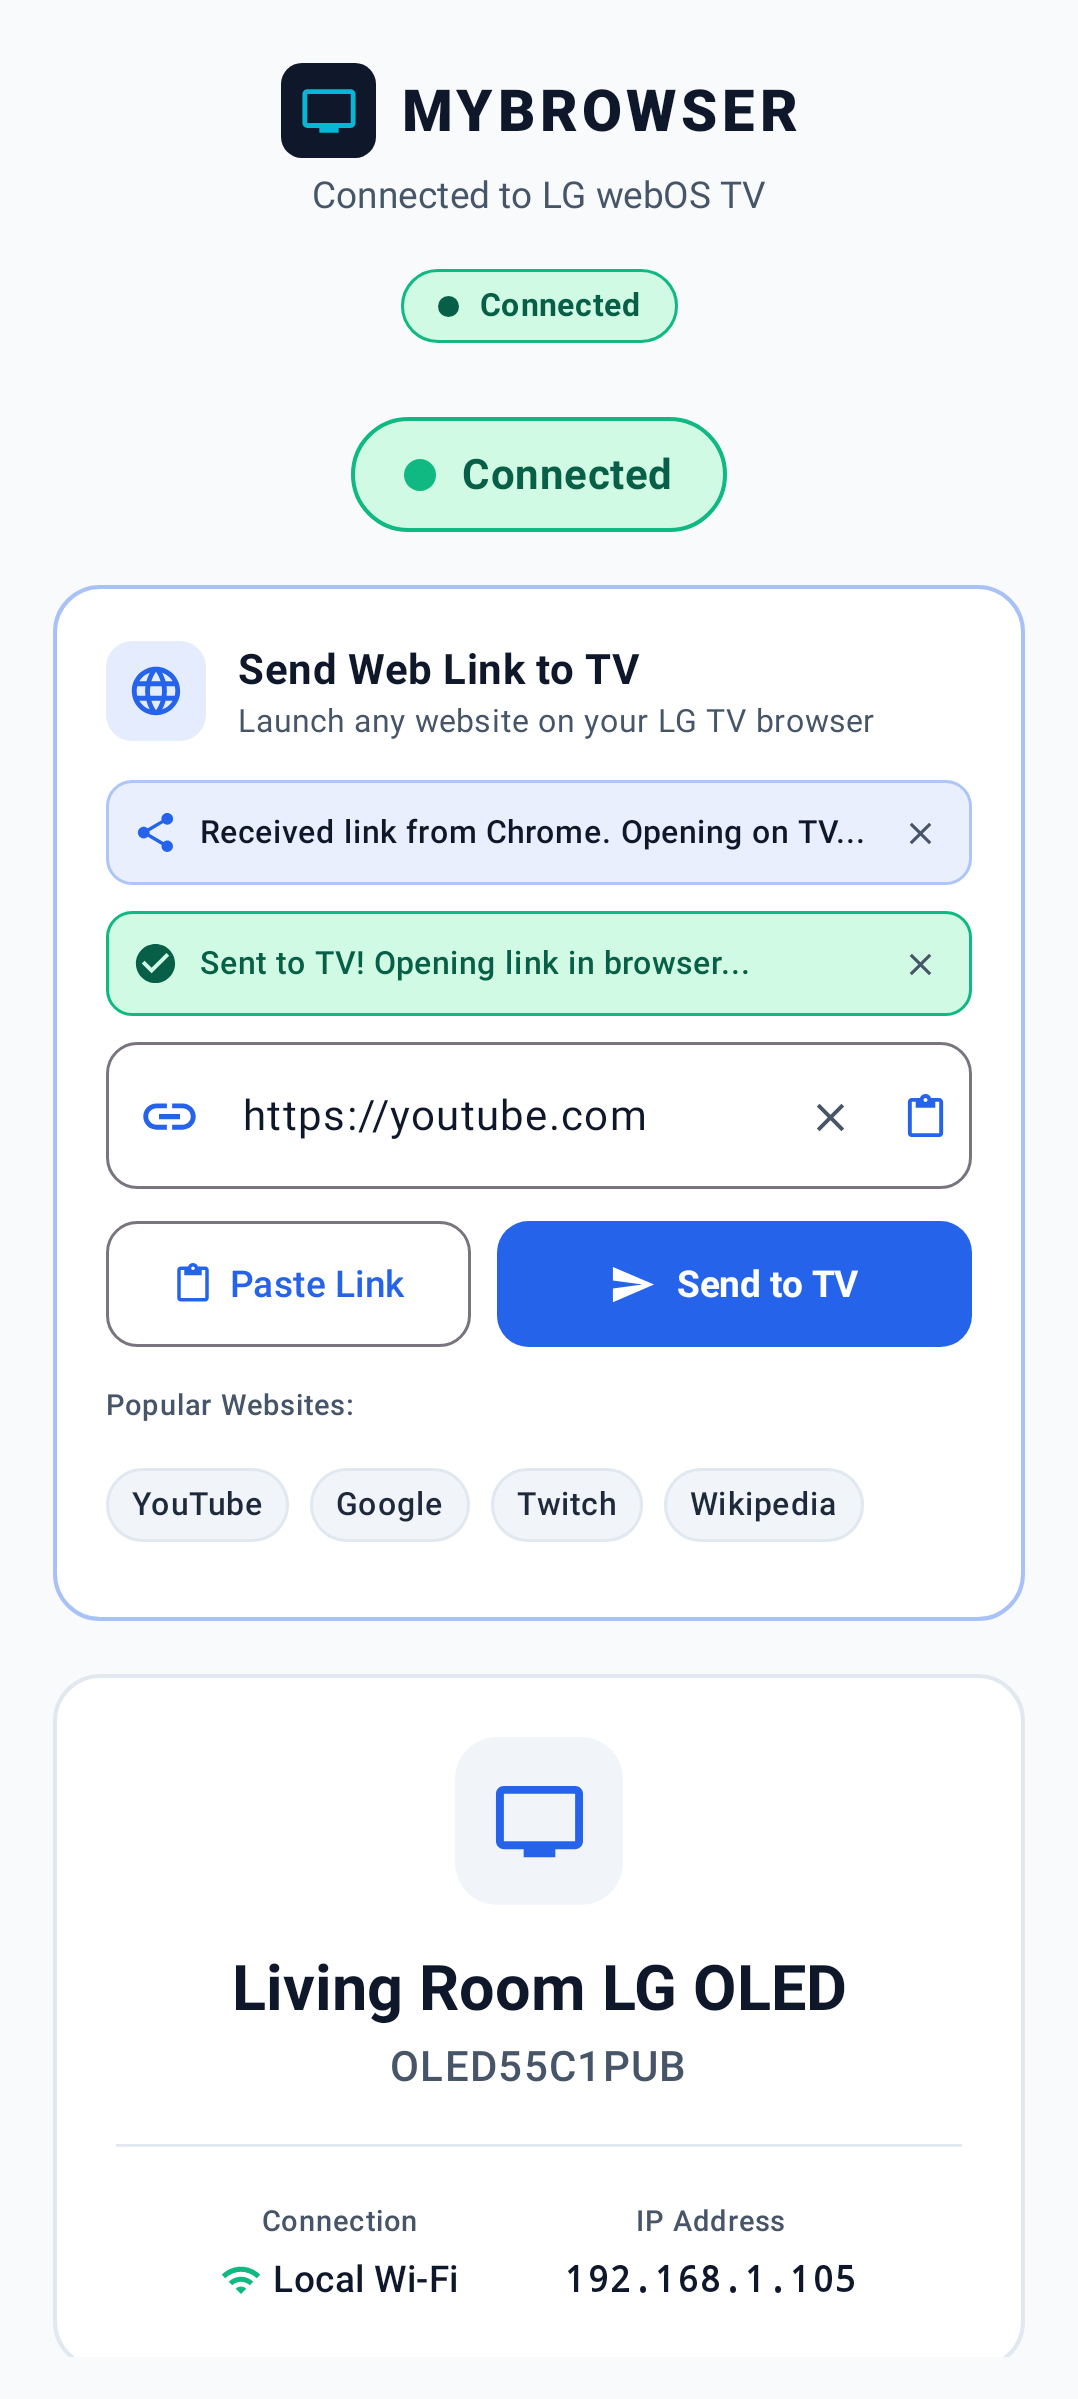 MYBROWSER
Connected to LG webOS TV
Connected
Connected
Send Web Link to TV
Launch any website on your LG TV browser
Received link from Chrome. Opening on TV...
Sent to TV! Opening link in browser...
https://youtube.com
Paste Link
Send to TV
Popular Websites:
YouTube
Google
Twitch
Wikipedia
Living Room LG OLED
OLED55C1PUB
Connection
IP Address
Local Wi-Fi
192.168.1.105